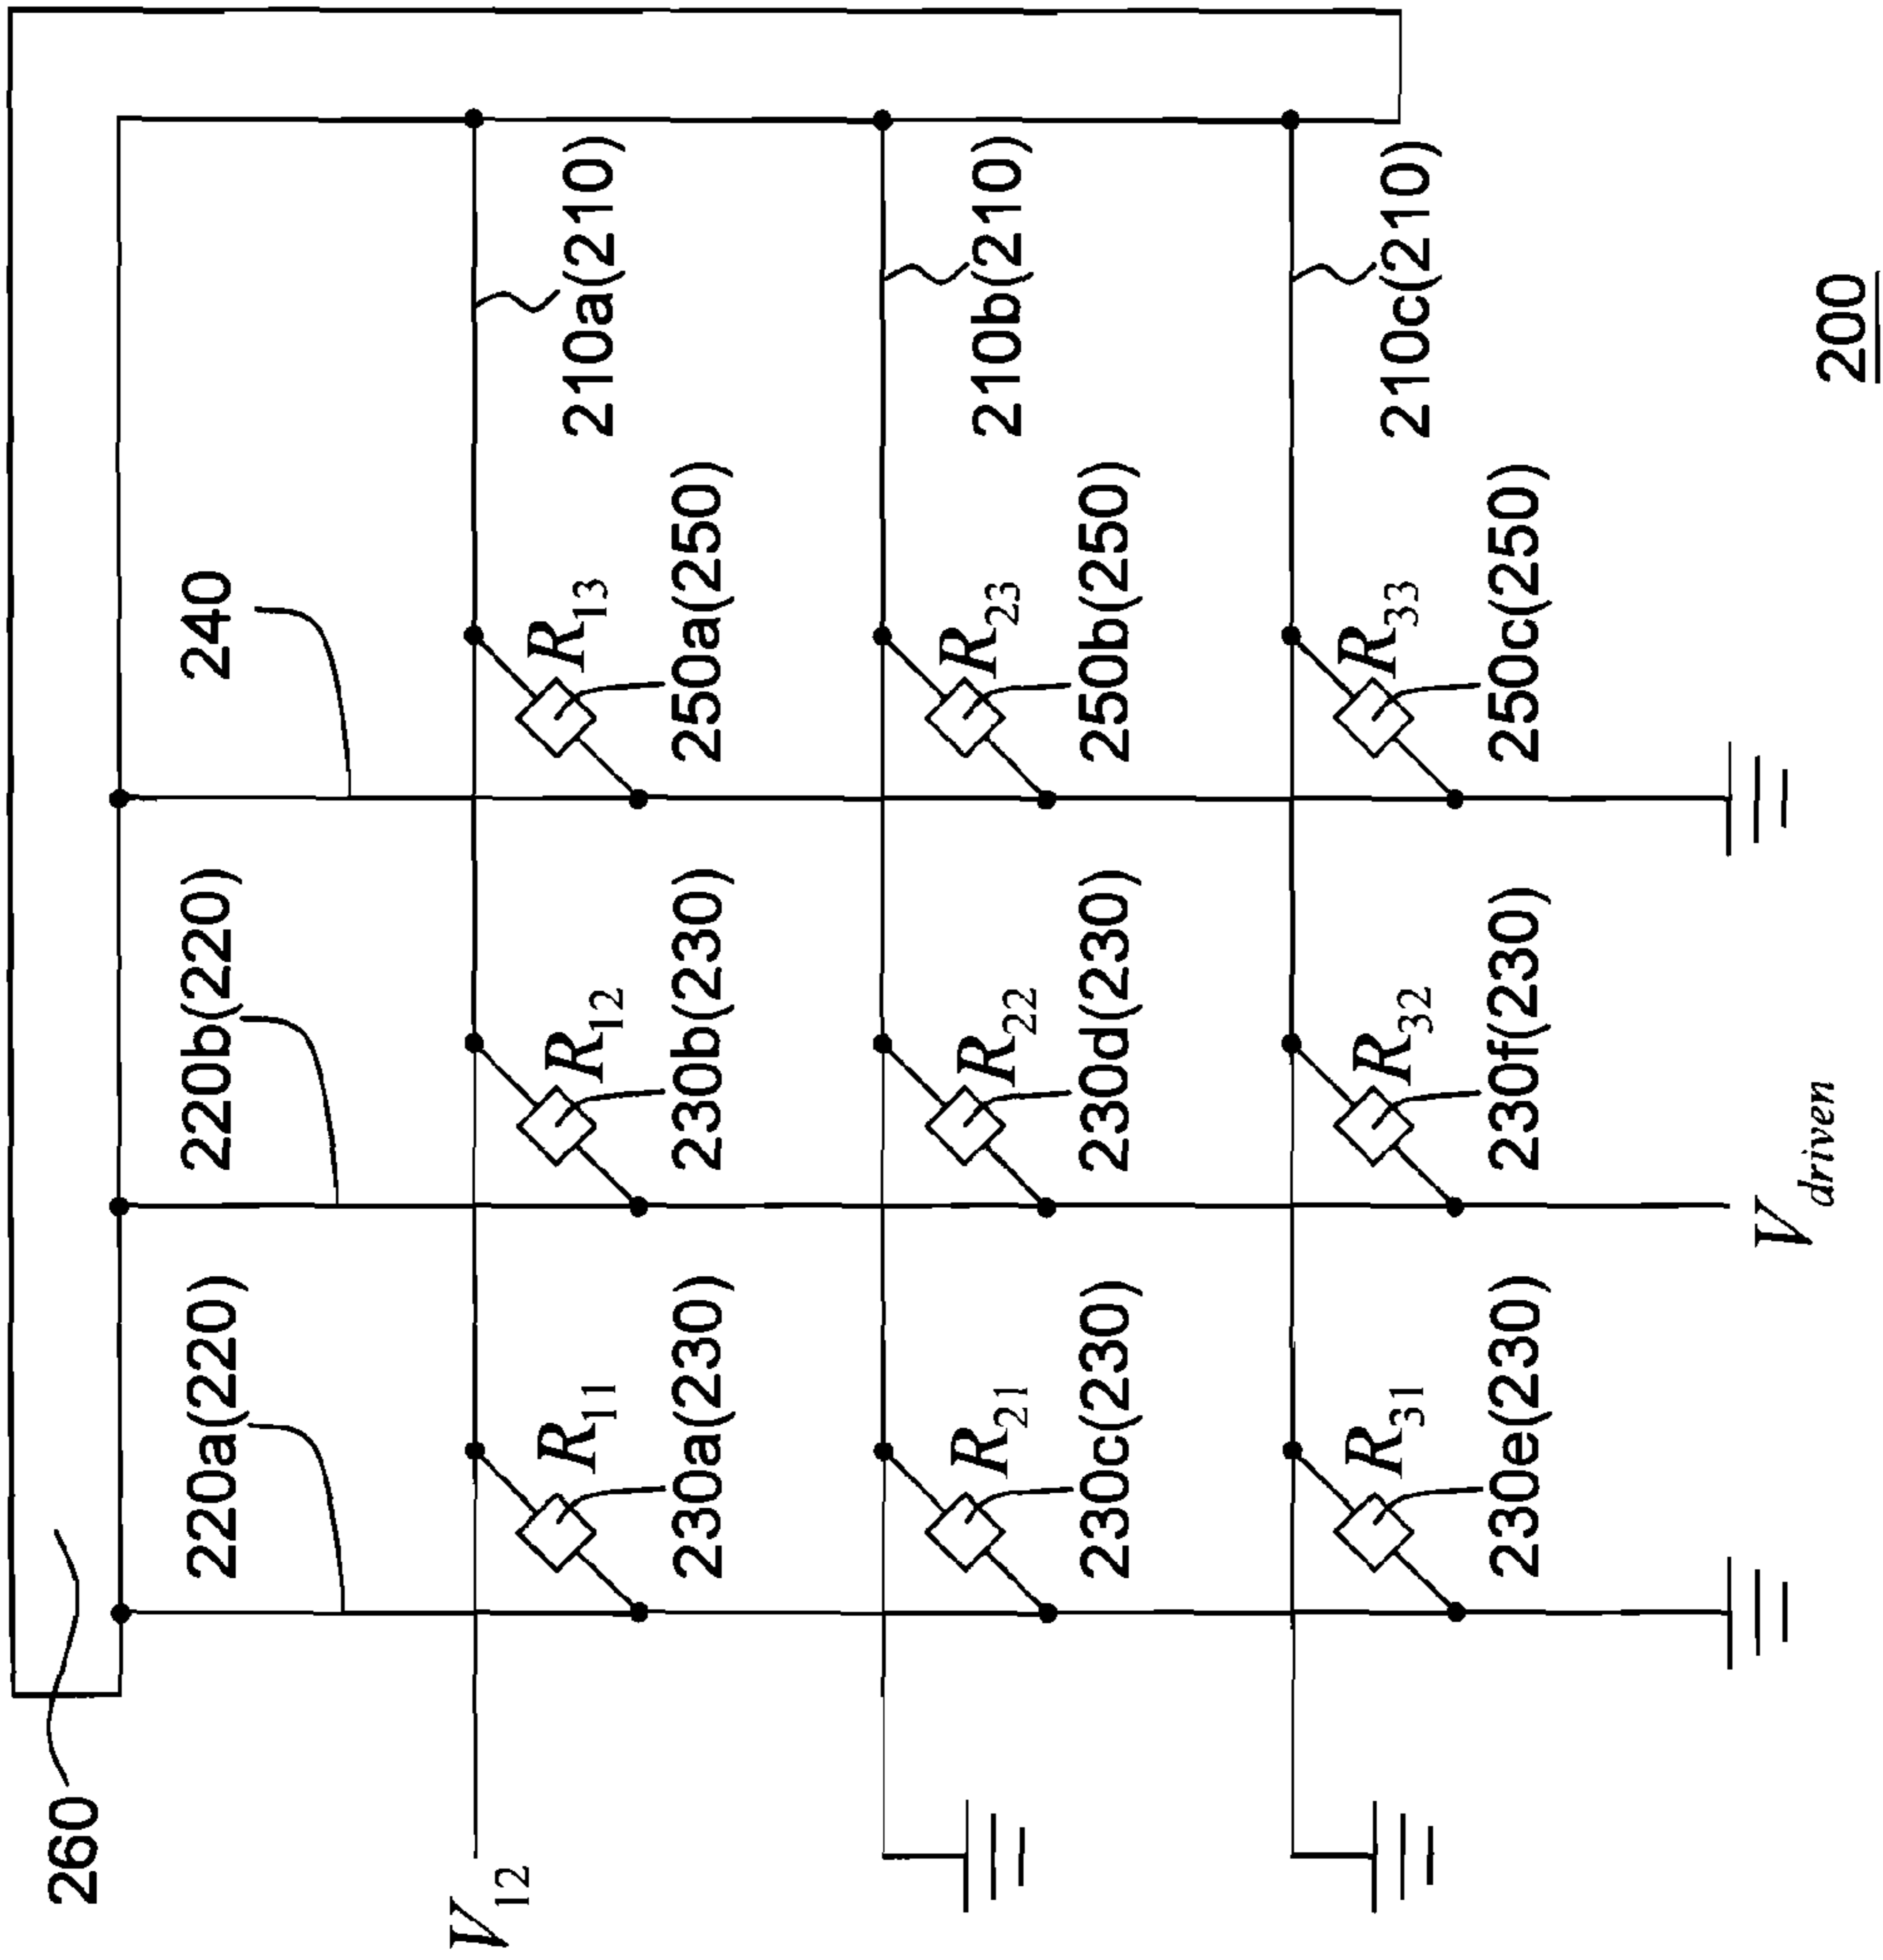 260
220a(220)
220b(220)
240
V12
R11
230a(230)
R12
230b(230)
R13
250a(250)
210a(210)
R21
230c(230)
R22
230d(230)
R23
250b(250)
210b(210)
R31
230e(230)
R32
230f(230)
R33
250c(250)
210c(210)
Vdriven
200